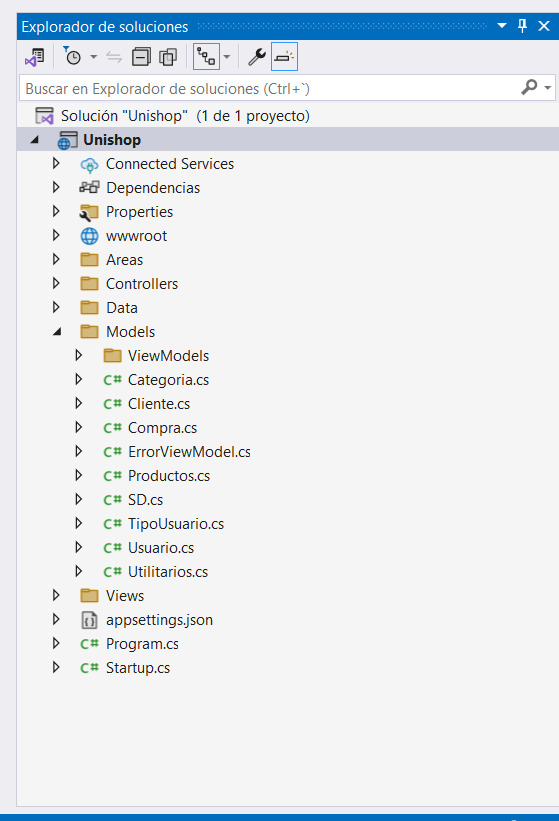 Explorador de soluciones
Buscar en Explorador de soluciones (Ctrl+`)
Solución "Unishop" (1 de 1 proyecto)
Unishop
Connected Services
Dependencias
Properties
wwwroot
Areas
Controllers
Data
Models
ViewModels
C# Categoria.cs
C# Cliente.cs
C# Compra.cs
C# ErrorViewModel.cs
C# Productos.cs
C# SD.cs
C# TipoUsuario.cs
C# Usuario.cs
C# Utilitarios.cs
Views
appsettings.json
C# Program.cs
C# Startup.cs